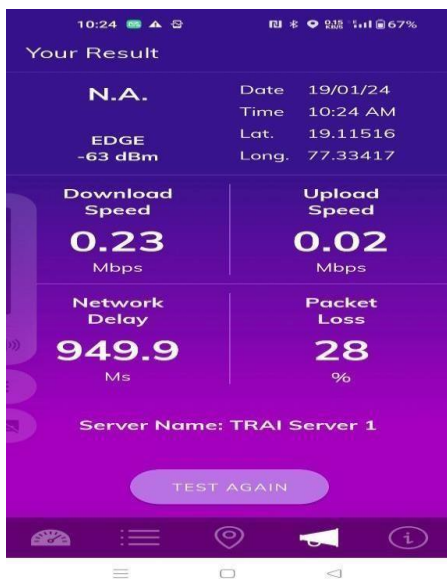 10:24 67%
Your Result
N.A.
EDGE
-63 dBm
Date 19/01/24
Time 10:24 AM
Lat. 19.11516
Long. 77.33417
Download Speed
0.23
Mbps
Upload Speed
0.02
Mbps
Network Delay
949.9
Ms
Packet Loss
28
%
Server Name: TRAI Server 1
TEST AGAIN